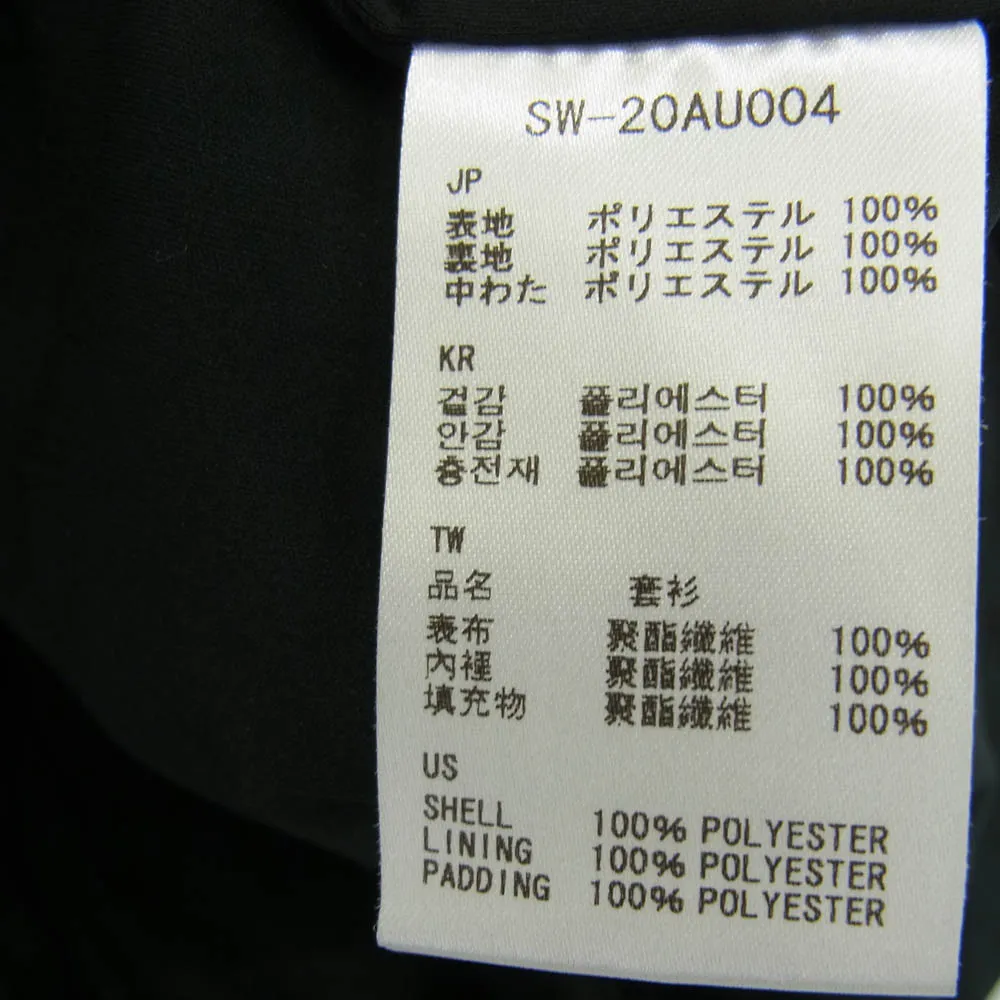 SW-20AU004
JP
表地 ポリエステル 100%
裏地 ポリエステル 100%
中わた ポリエステル 100%
KR
겉감 폴리에스터 100%
안감 폴리에스터 100%
충전재 폴리에스터 100%
TW
品名 套衫
表布 聚酯纖維 100%
內裡 聚酯纖維 100%
填充物 聚酯纖維 100%
US
SHELL 100% POLYESTER
LINING 100% POLYESTER
PADDING 100% POLYESTER